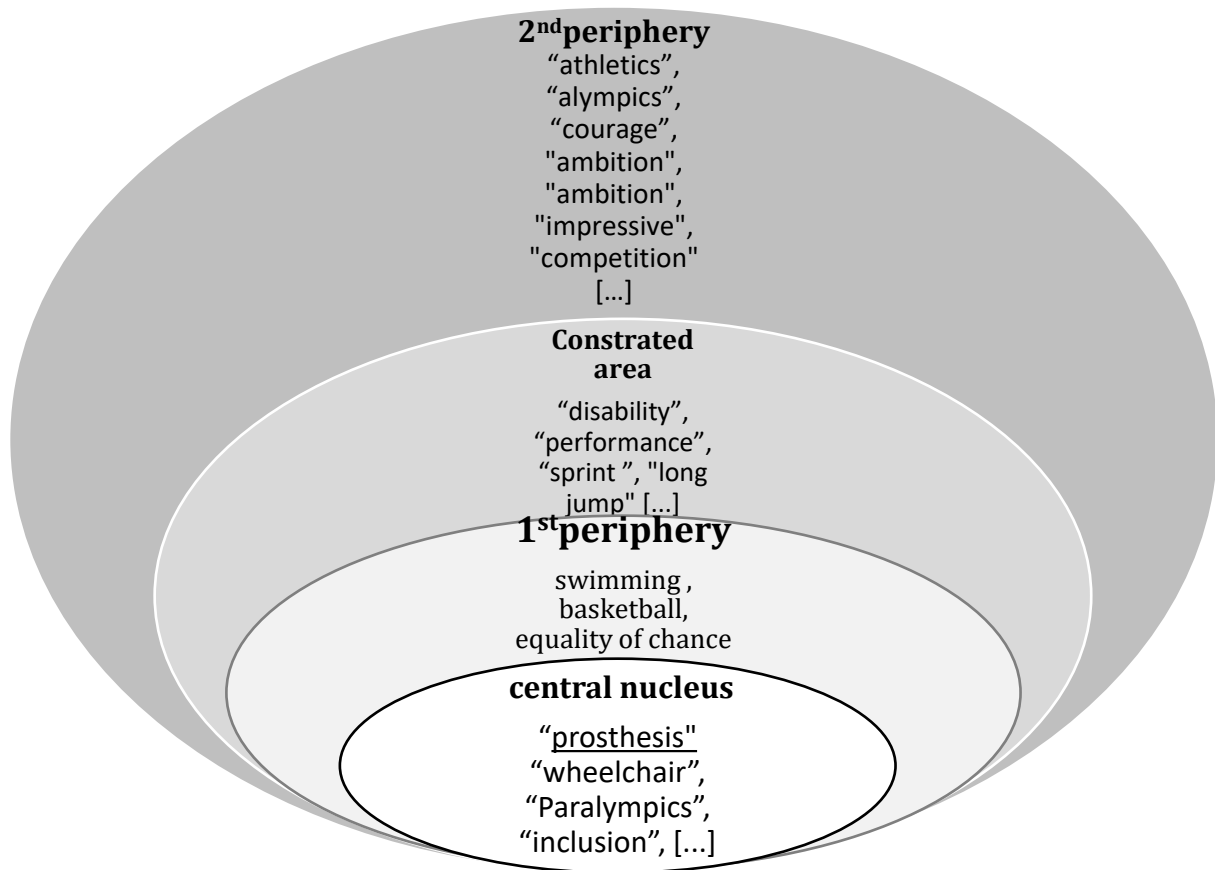 2ndperiphery
“athletics”,
“alympics”,
“courage”,
"ambition",
"ambition",
"impressive",
"competition"
[...]
Constrated
area
“disability”,
“performance”,
“sprint ”, "long
jump" [...]
1stperiphery
swimming ,
basketball,
equality of chance
central nucleus
“prosthesis"
“wheelchair”,
“Paralympics”,
“inclusion”, [...]